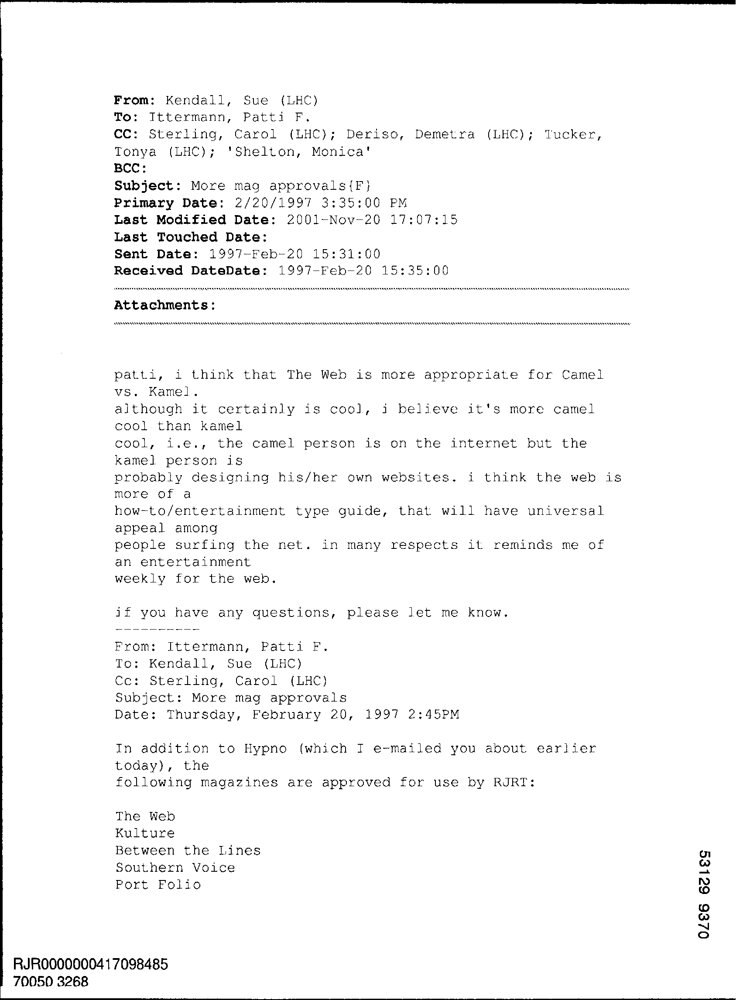 From: Kendall, Sue (LHC)
To: Ittermann, Patti F.
CC: Sterling, Carol (LHC); Deriso, Demetra (LHC); Tucker,
Tonya (LHC); 'Shelton, Monica'
BCC:
Subject: More mag approvals{F}
Primary Date: 2/20/1997 3:35:00 PM
Last Modified Date: 2001-Nov-20 17:07:15
Last Touched Date:
Sent Date: 1997-Feb-20 15:31:00
Received DateDate: 1997-Feb-20 15:35:00
Attachments:
patti, i think that The Web is more appropriate for Camel
vs. Kamel.
although it certainly is cool, i believe it's more camel
cool than kamel
cool, i.e., the camel person is on the internet but the
kamel person is
probably designing his/her own websites. i think the web is
more of a
how-to/entertainment type guide, that will have universal
appeal among
people surfing the net. in many respects it reminds me of
an entertainment
weekly for the web.
if you have any questions, please let me know.
----------
From: Ittermann, Patti F.
To: Kendall, Sue (LHC)
Cc: Sterling, Carol (LHC)
Subject: More mag approvals
Date: Thursday, February 20, 1997 2:45PM
In addition to Hypno (which I e-mailed you about earlier
today), the
following magazines are approved for use by RJRT:
The Web
Kulture
Between the Lines
Southern Voice
Port Folio
53129 9370
RJR0000000417098485
70050 3268